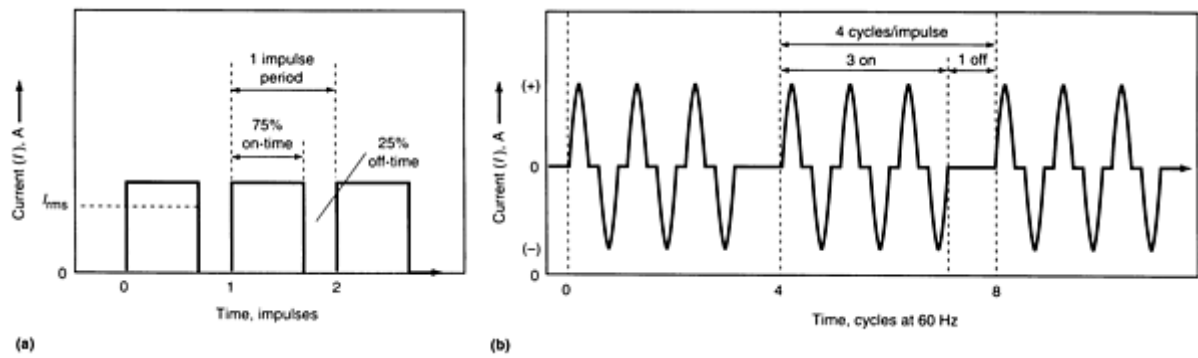 1 impulse
period
75%
on-time
25%
off-time
Current (I), A
Irms
0
0
1
2
Time, impulses
(a)
4 cycles/impulse
3 on
1 off
Current (I), A
(+)
0
(–)
0
0
4
8
Time, cycles at 60 Hz
(b)